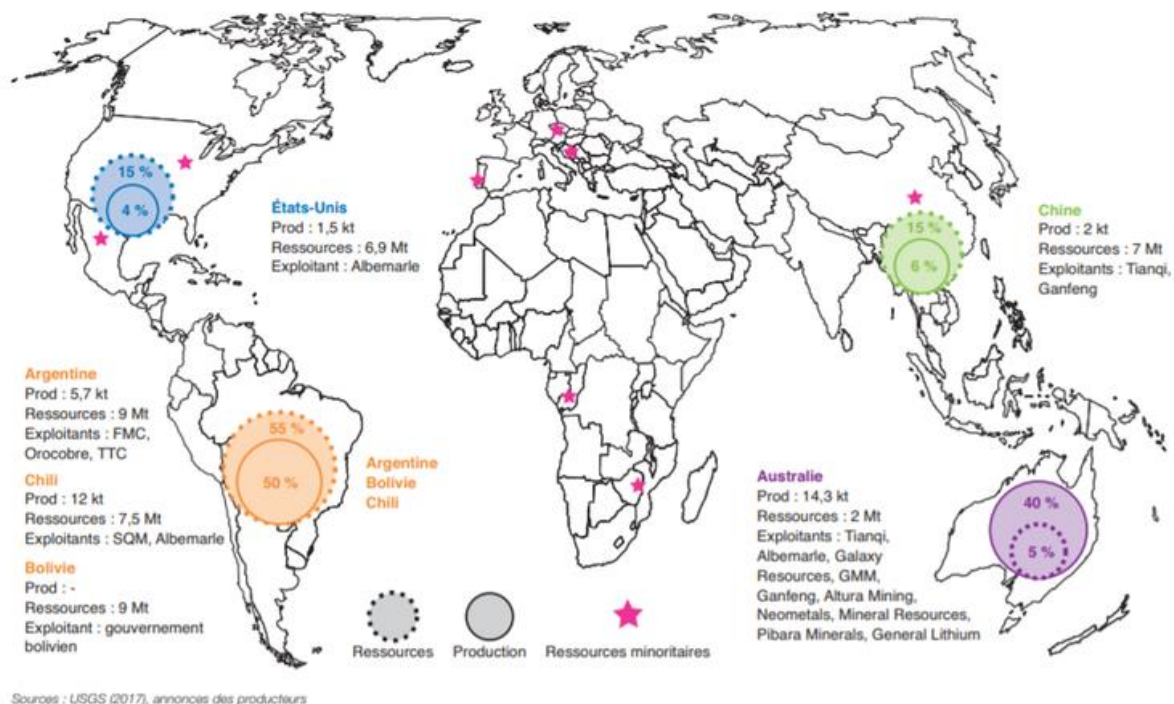 15 %
4 %
États-Unis
Prod : 1,5 kt
Ressources : 6,9 Mt
Exploitant : Albemarle
15 %
6 %
Chine
Prod : 2 kt
Ressources : 7 Mt
Exploitants : Tianqi,
Ganfeng
Argentine
Prod : 5,7 kt
Ressources : 9 Mt
Exploitants : FMC,
Orocobre, TTC
Chili
Prod : 12 kt
Ressources : 7,5 Mt
Exploitants : SQM, Albemarle
Bolivie
Prod : -
Ressources : 9 Mt
Exploitant : gouvernement
bolivien
55 %
50 %
Argentine
Bolivie
Chili
Australie
Prod : 14,3 kt
Ressources : 2 Mt
Exploitants : Tianqi,
Albemarle, Galaxy
Resources, GMM,
Ganfeng, Altura Mining,
Neometals, Mineral Resources,
Pibara Minerals, General Lithium
40 %
5 %
Ressources
Production
Ressources minoritaires
Sources : USGS (2017), annonces des producteurs